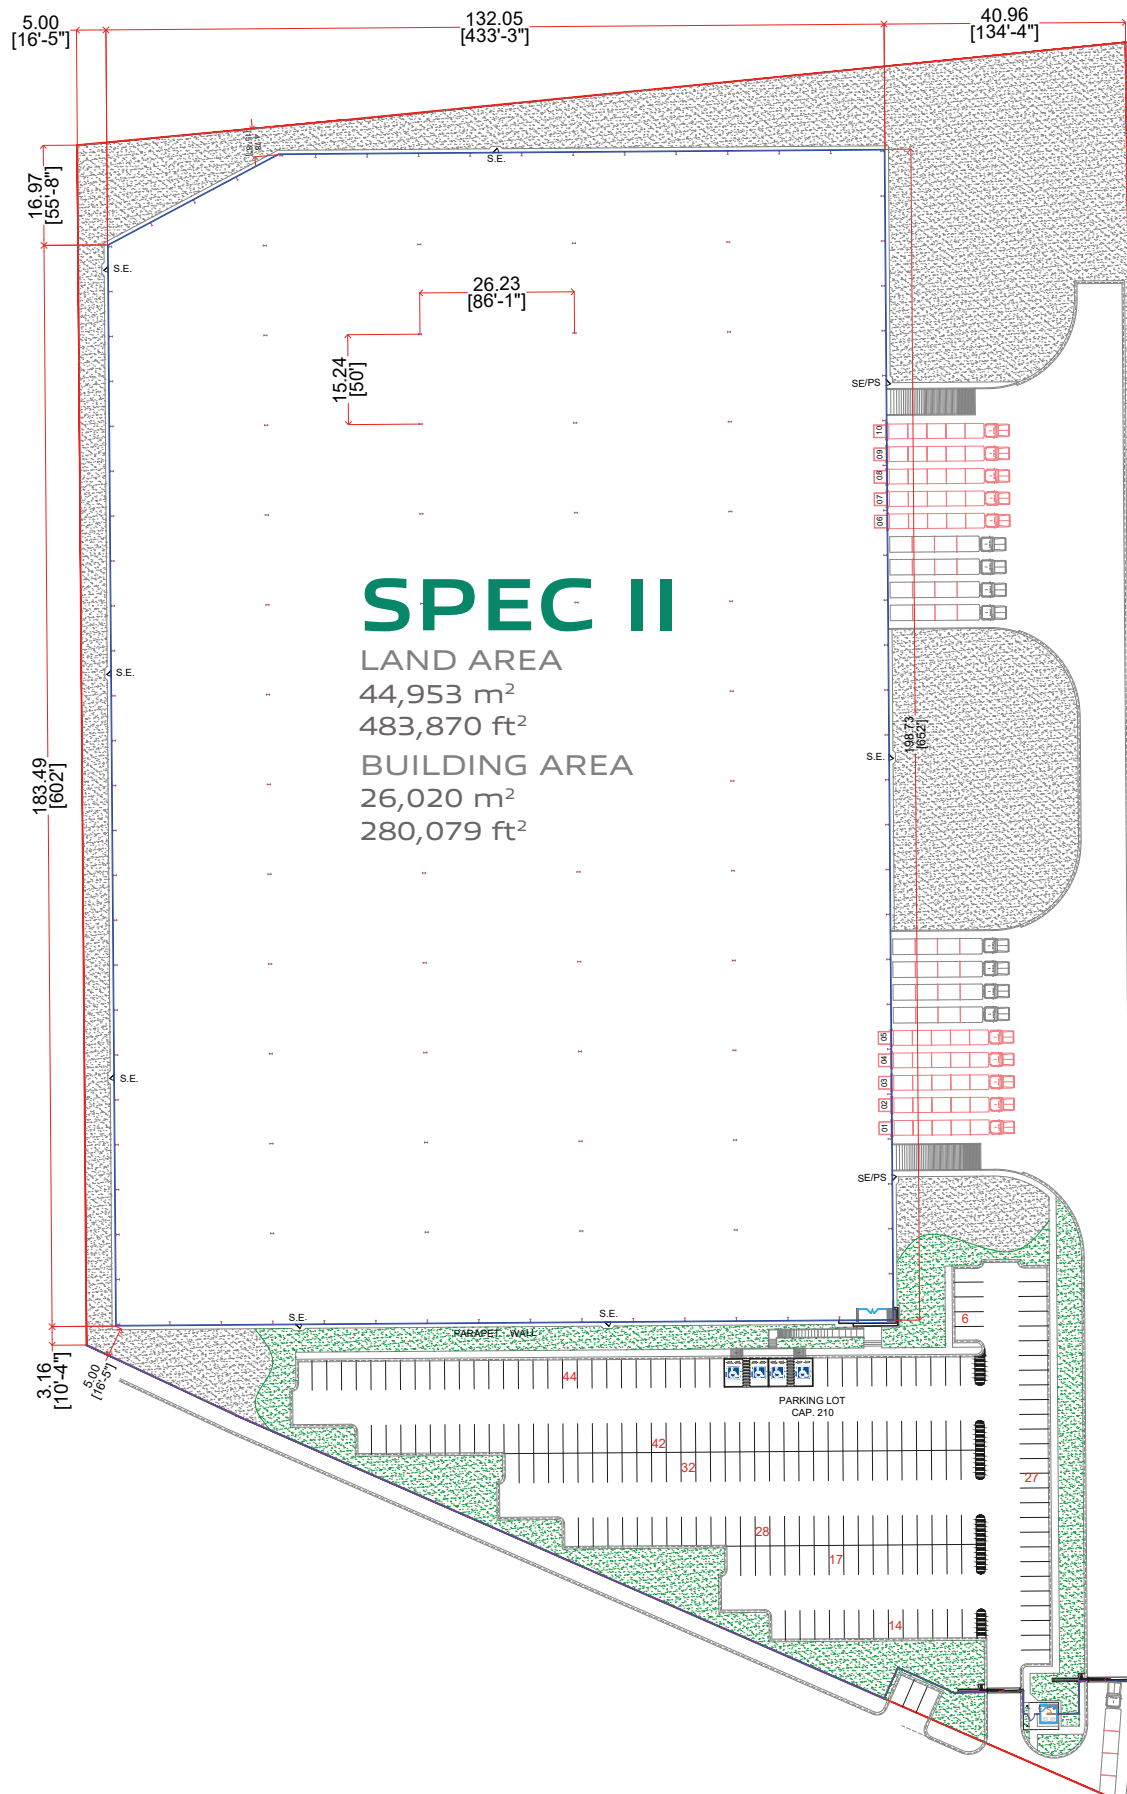 5.00
[16'-5"]
132.05
[433'-3"]
40.96
[134'-4"]
16.97
[55'-8"]
S.E.
S.E.
26.23
[86'-1"]
15.24
[50']
SE/PS
10
09
08
07
06
SPEC II
LAND AREA
44,953 m²
483,870 ft²
BUILDING AREA
26,020 m²
280,079 ft²
S.E.
S.E.
198.73
[652']
183.49
[602']
05
04
03
02
01
S.E.
SE/PS
S.E.
S.E.
PARAPET WALL
6
3.16
[10'-4"]
5.00
[16'-5"]
44
PARKING LOT
CAP. 210
42
32
27
28
17
14